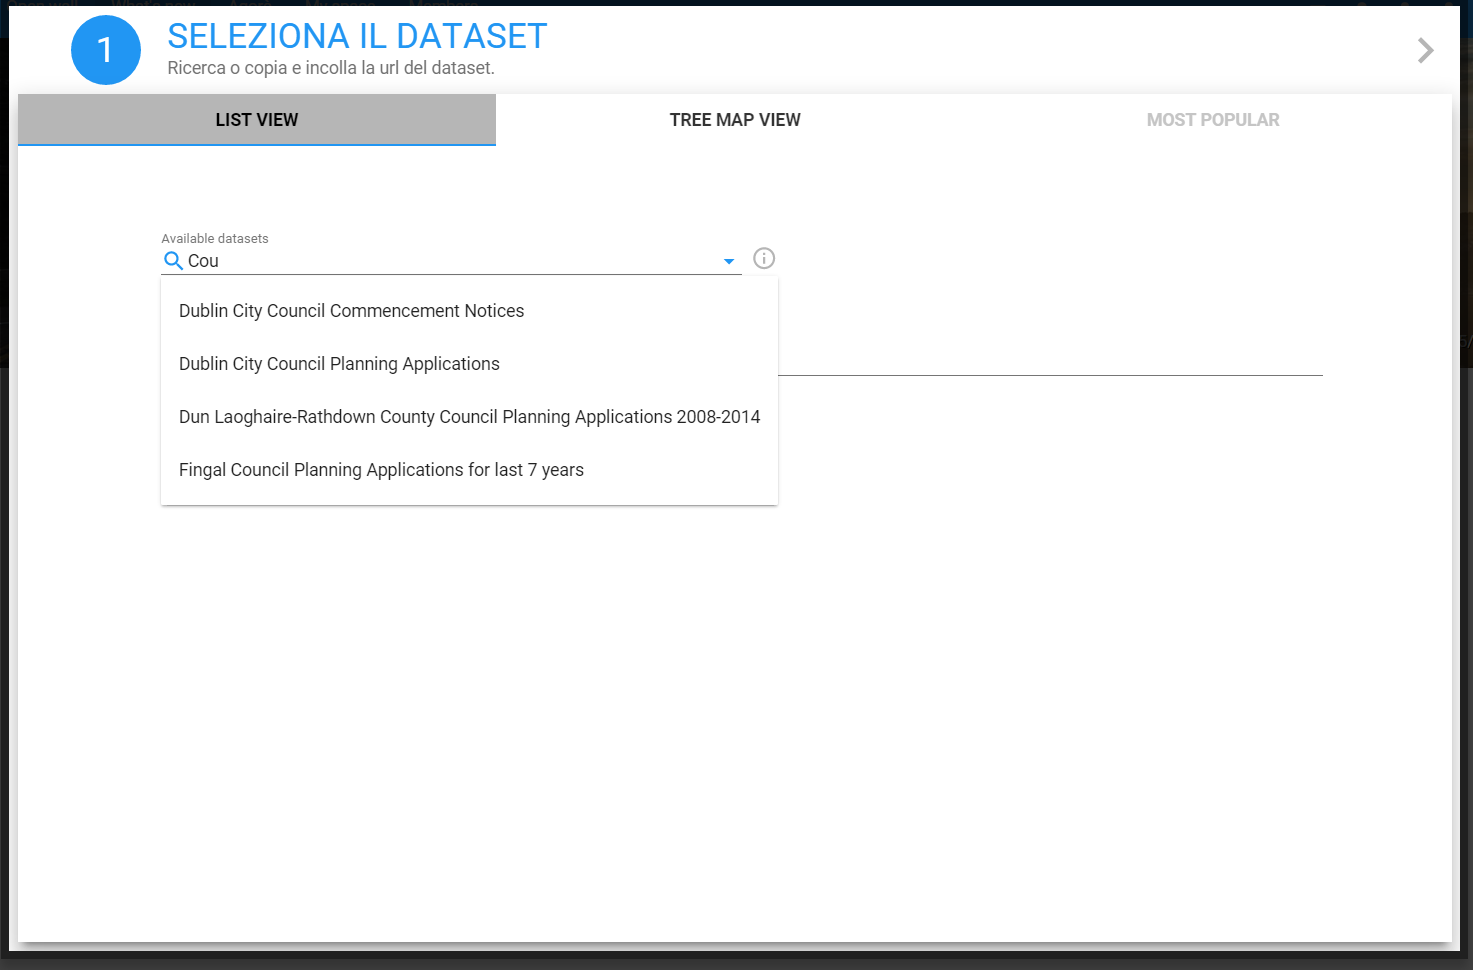 1
SELEZIONA IL DATASET
Ricerca o copia e incolla la url del dataset.
LIST VIEW
TREE MAP VIEW
MOST POPULAR
Available datasets
Cou
Dublin City Council Commencement Notices
Dublin City Council Planning Applications
Dun Laoghaire-Rathdown County Council Planning Applications 2008-2014
Fingal Council Planning Applications for last 7 years